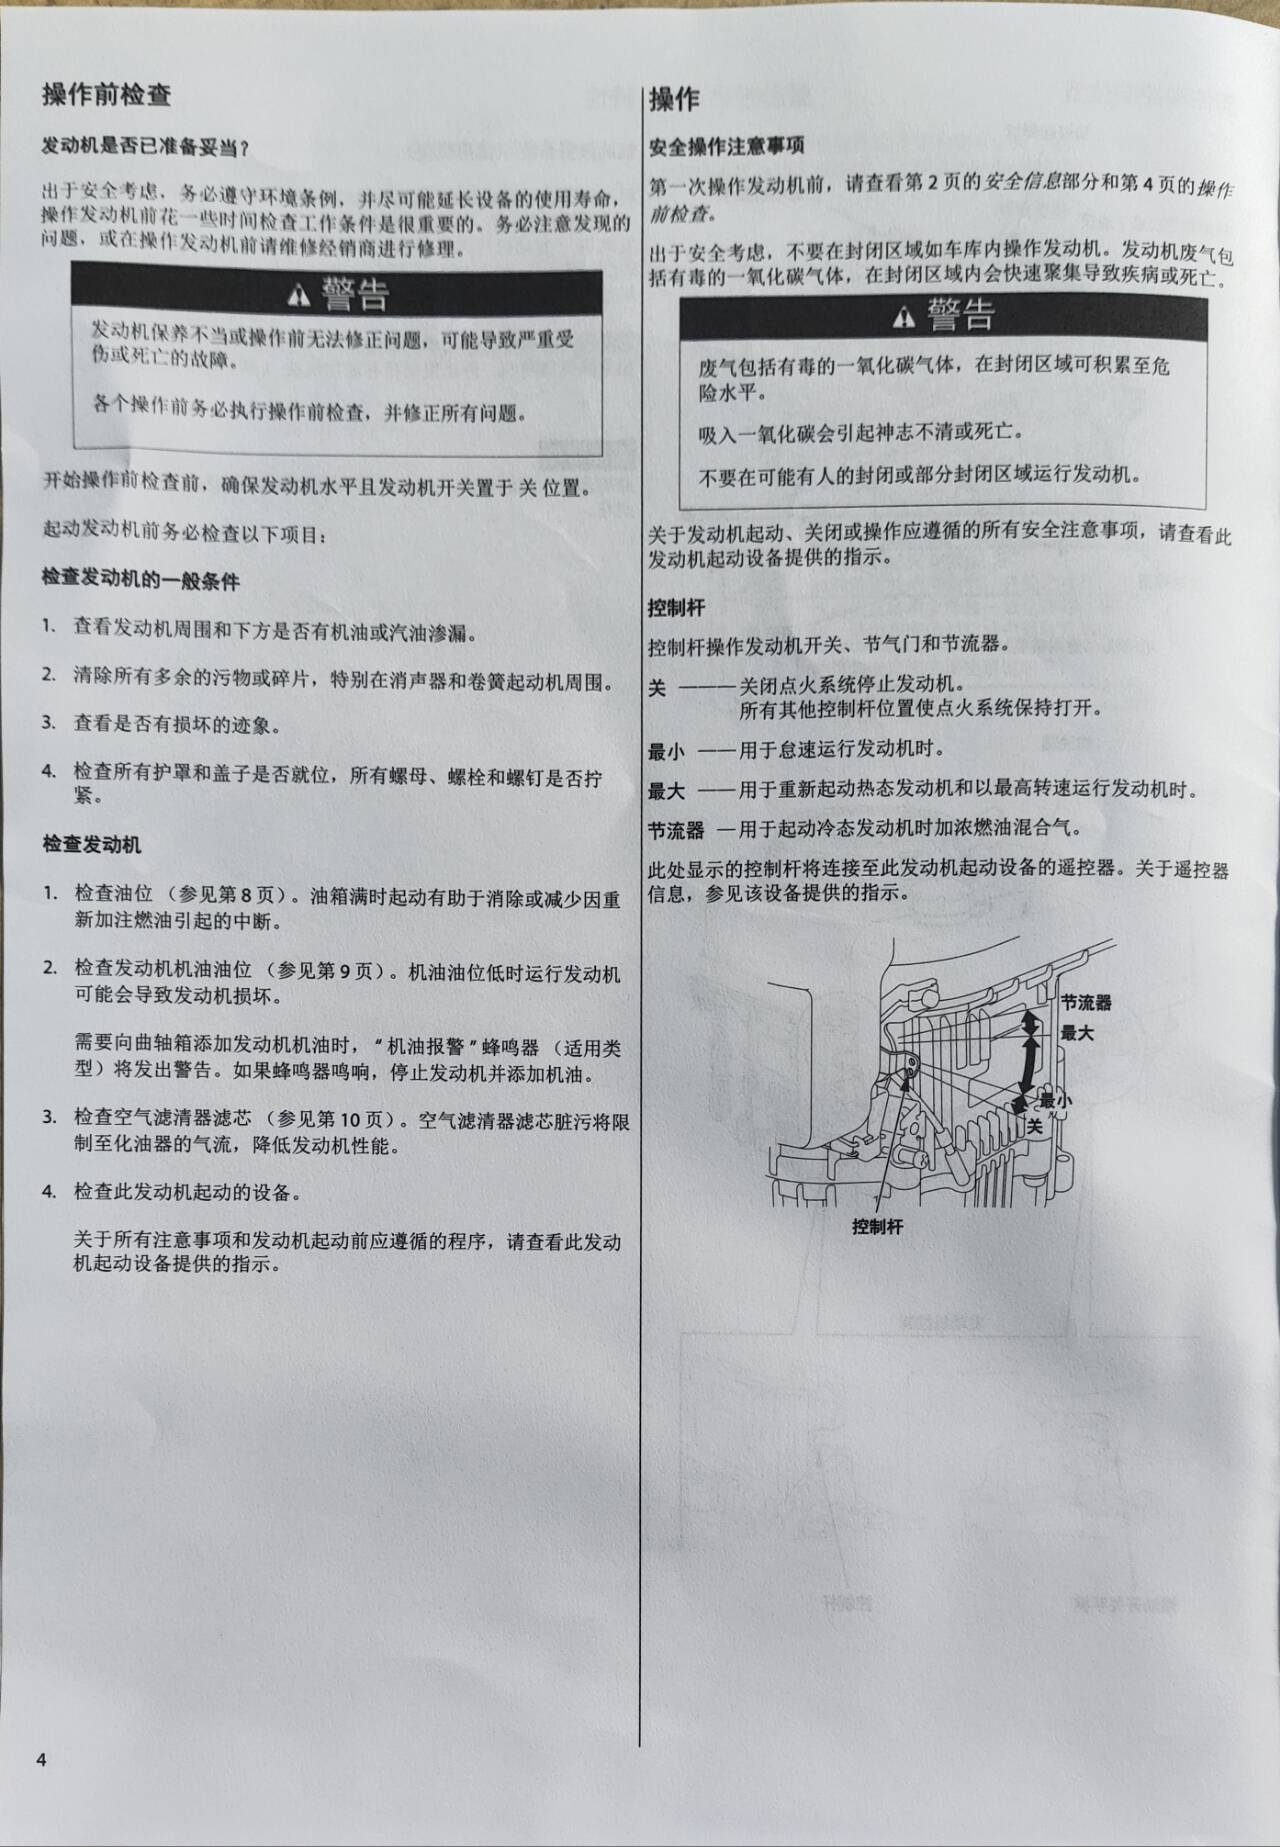 操作前检查
发动机是否已准备妥当?
出于安全考虑，务必遵守环境条例，并尽可能延长设备的使用寿命，
操作发动机前花一些时间检查工作条件是很重要的。务必注意发现的
问题，或在操作发动机前请维修经销商进行修理。
警告
发动机保养不当或操作前无法修正问题，可能导致严重受
伤或死亡的故障。
各个操作前务必执行操作前检查，并修正所有问题。
开始操作前检查前，确保发动机水平且发动机开关置于 关 位置。
起动发动机前务必检查以下项目:
检查发动机的一般条件
1. 查看发动机周围和下方是否有机油或汽油渗漏。
2. 清除所有多余的污物或碎片，特别在消声器和卷簧起动机周围。
3. 查看是否有损坏的迹象。
4. 检查所有护罩和盖子是否就位，所有螺母、螺栓和螺钉是否拧
紧。
检查发动机
1. 检查油位 （参见第 8 页）。油箱满时起动有助于消除或减少因重
新加注燃油引起的中断。
2. 检查发动机机油油位 （参见第 9 页）。机油油位低时运行发动机
可能会导致发动机损坏。
需要向曲轴箱添加发动机机油时，“ 机油报警 ” 蜂鸣器 （适用类
型）将发出警告。如果蜂鸣器鸣响，停止发动机并添加机油。
3. 检查空气滤清器滤芯 （参见第 10 页）。空气滤清器滤芯脏污将限
制至化油器的气流，降低发动机性能。
4. 检查此发动机起动的设备。
关于所有注意事项和发动机起动前应遵循的程序，请查看此发动
机起动设备提供的指示。
4
操作
安全操作注意事项
第一次操作发动机前，请查看第 2 页的安全信息部分和第 4 页的操作
前检查。
出于安全考虑，不要在封闭区域如车库内操作发动机。发动机废气包
括有毒的一氧化碳气体，在封闭区域内会快速聚集导致疾病或死亡。
警告
废气包括有毒的一氧化碳气体，在封闭区域可积累至危
险水平。
吸入一氧化碳会引起神志不清或死亡。
不要在可能有人的封闭或部分封闭区域运行发动机。
关于发动机起动、关闭或操作应遵循的所有安全注意事项，请查看此
发动机起动设备提供的指示。
控制杆
控制杆操作发动机开关、节气门和节流器。
关 ———关闭点火系统停止发动机。
所有其他控制杆位置使点火系统保持打开。
最小 ——用于怠速运行发动机时。
最大 ——用于重新起动热态发动机和以最高转速运行发动机时。
节流器 —用于起动冷态发动机时加浓燃油混合气。
此处显示的控制杆将连接至此发动机起动设备的遥控器。关于遥控器
信息，参见该设备提供的指示。
节流器
最大
最小
关
控制杆